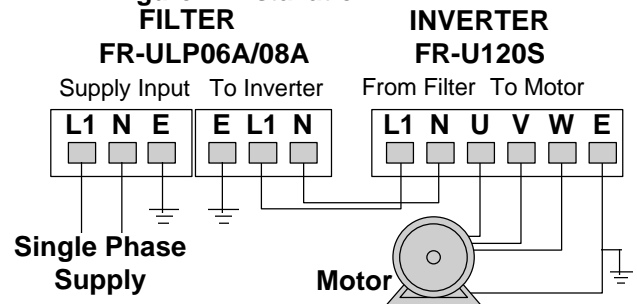 FILTER INVERTER
FR-ULP06A/08A FR-U120S
Supply Input To Inverter From Filter To Motor
L1 N E E L1 N L1 N U V W E
Single Phase
Supply
Motor